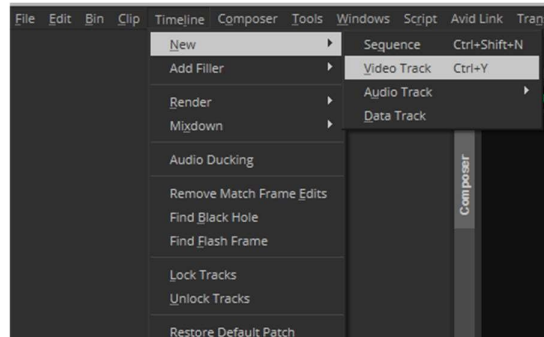 File Edit Bin Clip Timeline Composer Tools Windows Script Avid Link
New
Add Filler
Render
Mixdown
Audio Ducking
Remove Match Frame Edits
Find Black Hole
Find Flash Frame
Lock Tracks
Unlock Tracks
Restore Default Patch
Sequence Ctrl+Shift+N
Video Track Ctrl+Y
Audio Track
Data Track
Composer